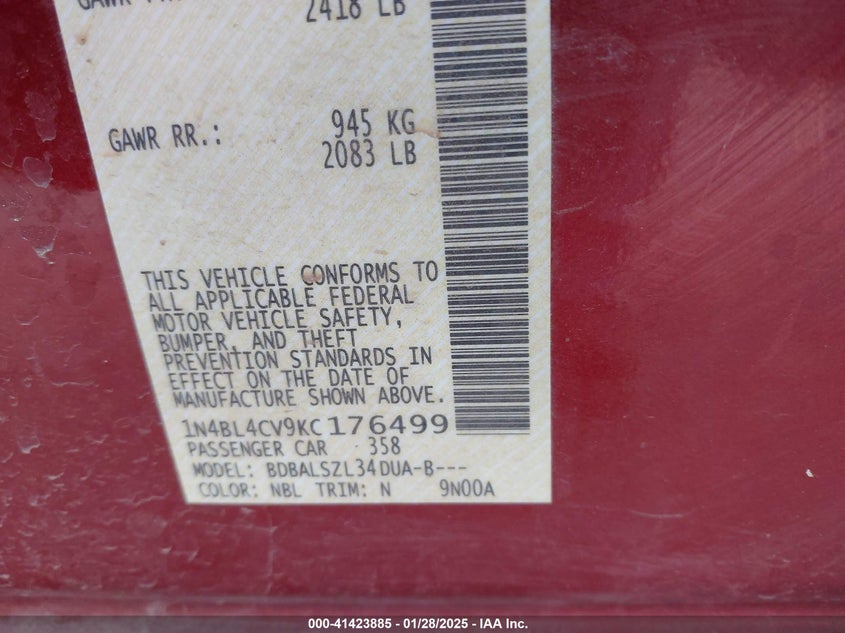 2418 LB
GAWR RR.: 945 KG
2083 LB
THIS VEHICLE CONFORMS TO
ALL APPLICABLE FEDERAL
MOTOR VEHICLE SAFETY,
BUMPER, AND THEFT
PREVENTION STANDARDS IN
EFFECT ON THE DATE OF
MANUFACTURE SHOWN ABOVE.
1N4BL4CV9KC176499
PASSENGER CAR 358
MODEL: BDBALSZL34DUA-B---
COLOR: NBL TRIM: N 9N00A
000-41423885 — 01/28/2025 — IAA Inc.